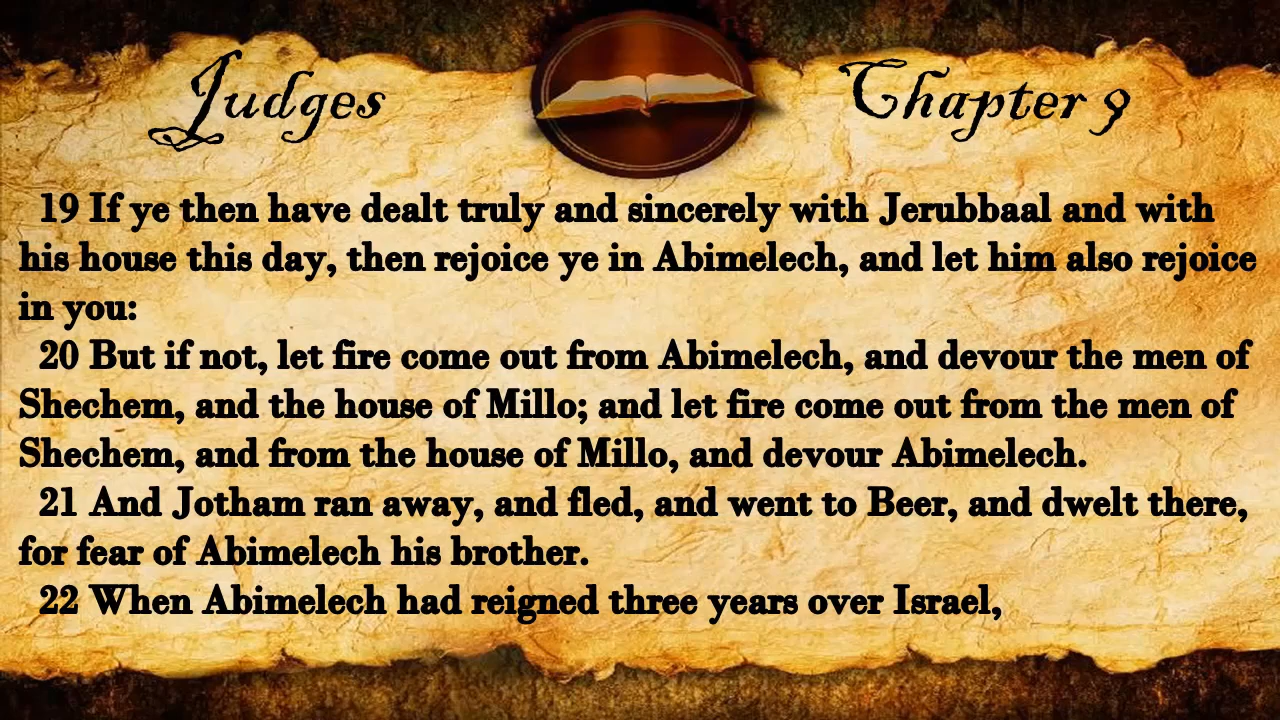 Judges
Chapter 9
19 If ye then have dealt truly and sincerely with Jerubbaal and with
his house this day, then rejoice ye in Abimelech, and let him also rejoice
in you:
20 But if not, let fire come out from Abimelech, and devour the men of
Shechem, and the house of Millo; and let fire come out from the men of
Shechem, and from the house of Millo, and devour Abimelech.
21 And Jotham ran away, and fled, and went to Beer, and dwelt there,
for fear of Abimelech his brother.
22 When Abimelech had reigned three years over Israel,